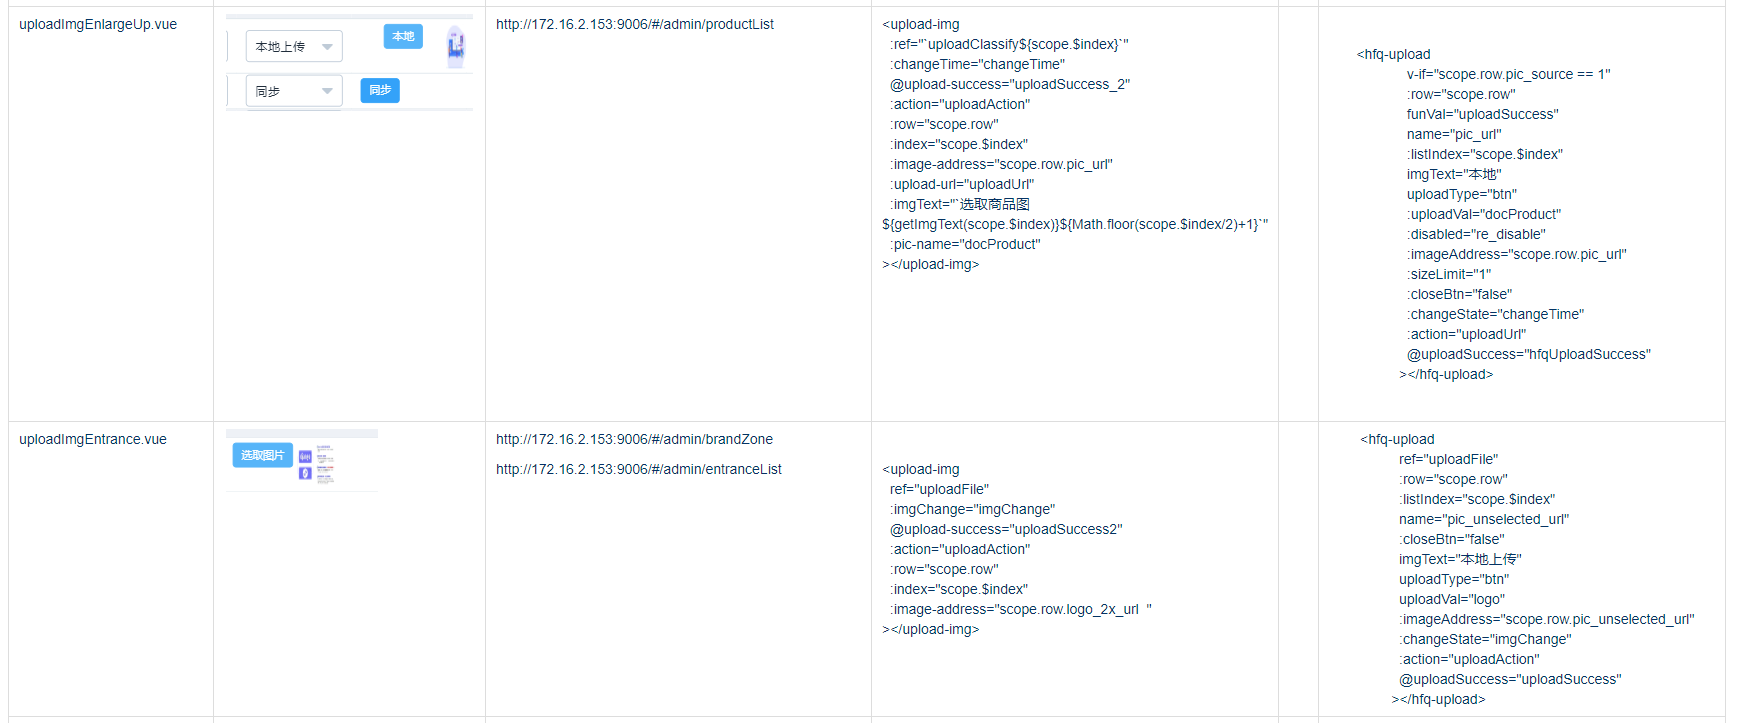 uploadImgEnlargeUp.vue
本地上传
本地
同步
同步
http://172.16.2.153:9006/#/admin/productList
<upload-img
:ref="`uploadClassify${scope.$index}`"
:changeTime="changeTime"
@upload-success="uploadSuccess_2"
:action="uploadAction"
:row="scope.row"
:index="scope.$index"
:image-address="scope.row.pic_url"
:upload-url="uploadUrl"
:imgText="`选取商品图
${getImgText(scope.$index)}${Math.floor(scope.$index/2)+1}`"
:pic-name="docProduct"
></upload-img>
<hfq-upload
v-if="scope.row.pic_source == 1"
:row="scope.row"
funVal="uploadSuccess"
name="pic_url"
:listIndex="scope.$index"
imgText="本地"
uploadType="btn"
:uploadVal="docProduct"
:disabled="re_disable"
:imageAddress="scope.row.pic_url"
:sizeLimit="1"
:closeBtn="false"
:changeState="changeTime"
:action="uploadUrl"
@uploadSuccess="hfqUploadSuccess"
></hfq-upload>
uploadImgEntrance.vue
选取图片
http://172.16.2.153:9006/#/admin/brandZone
http://172.16.2.153:9006/#/admin/entranceList
<upload-img
ref="uploadFile"
:imgChange="imgChange"
@upload-success="uploadSuccess2"
:action="uploadAction"
:row="scope.row"
:index="scope.$index"
:image-address="scope.row.logo_2x_url  "
></upload-img>
<hfq-upload
ref="uploadFile"
:row="scope.row"
:listIndex="scope.$index"
name="pic_unselected_url"
:closeBtn="false"
imgText="本地上传"
uploadType="btn"
uploadVal="logo"
:imageAddress="scope.row.pic_unselected_url"
:changeState="imgChange"
:action="uploadAction"
@uploadSuccess="uploadSuccess"
></hfq-upload>